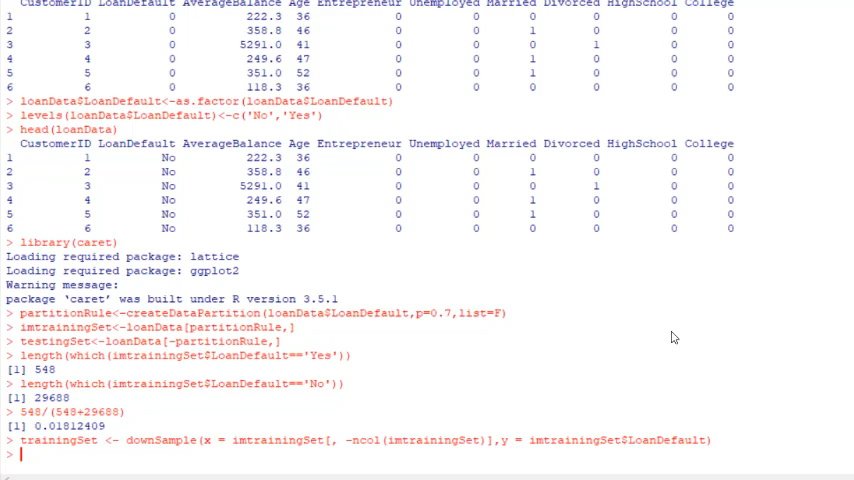 CustomerID LoanDefault AverageBalance Age Entrepreneur Unemployed Married Divorced HighSchool College
1 1 0 222.3 36 0 0 0 0 0 0
2 2 0 358.8 46 0 0 1 0 0 0
3 3 0 5291.0 41 0 0 0 1 0 0
4 4 0 249.6 47 0 0 1 0 0 0
5 5 0 351.0 52 0 0 1 0 0 0
6 6 0 118.3 36 0 0 0 0 0 0
> loanData$LoanDefault<-as.factor(loanData$LoanDefault)
> levels(loanData$LoanDefault)<-c('No','Yes')
> head(loanData)
CustomerID LoanDefault AverageBalance Age Entrepreneur Unemployed Married Divorced HighSchool College
1 1 No 222.3 36 0 0 0 0 0 0
2 2 No 358.8 46 0 0 1 0 0 0
3 3 No 5291.0 41 0 0 0 1 0 0
4 4 No 249.6 47 0 0 1 0 0 0
5 5 No 351.0 52 0 0 1 0 0 0
6 6 No 118.3 36 0 0 0 0 0 0
> library(caret)
Loading required package: lattice
Loading required package: ggplot2
Warning message:
package ‘caret’ was built under R version 3.5.1
> partitionRule<-createDataPartition(loanData$LoanDefault,p=0.7,list=F)
> imtrainingSet<-loanData[partitionRule,]
> testingSet<-loanData[-partitionRule,]
> length(which(imtrainingSet$LoanDefault=='Yes'))
[1] 548
> length(which(imtrainingSet$LoanDefault=='No'))
[1] 29688
> 548/(548+29688)
[1] 0.01812409
> trainingSet <- downSample(x = imtrainingSet[, -ncol(imtrainingSet)],y = imtrainingSet$LoanDefault)
>